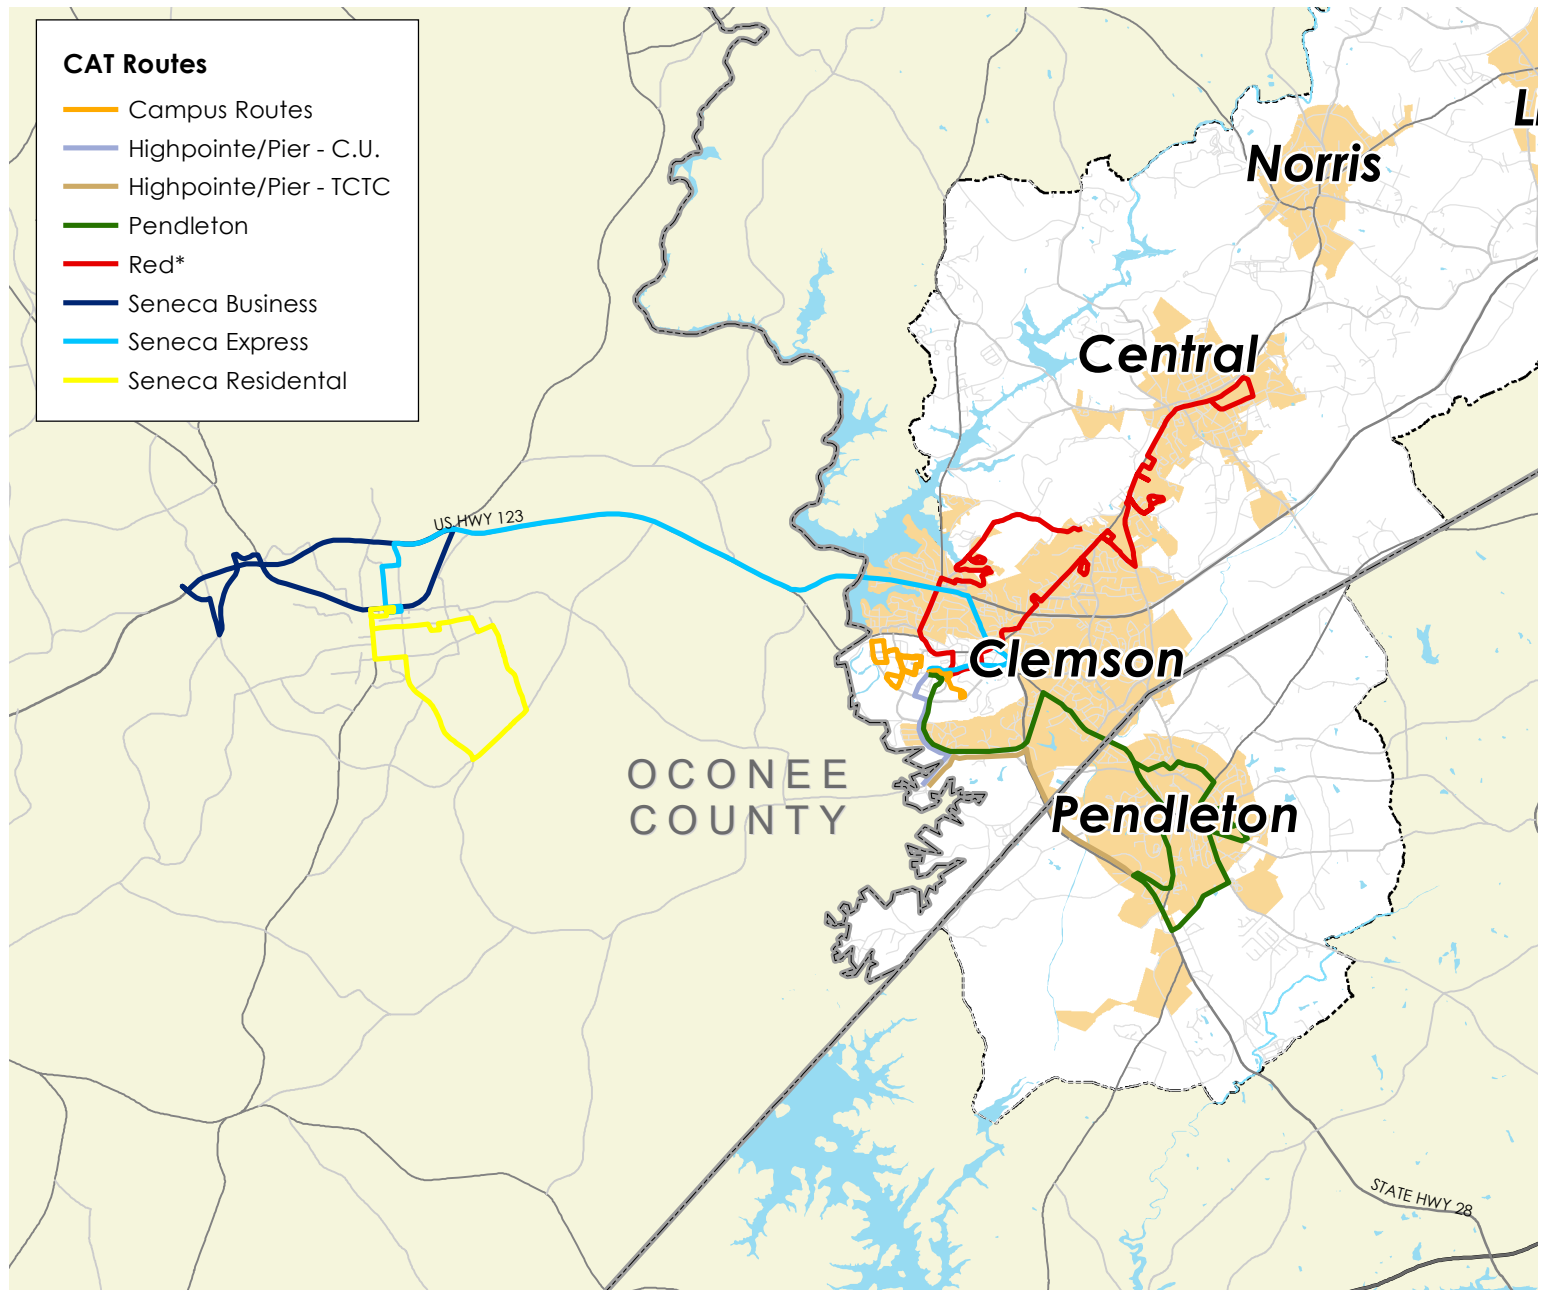 CAT Routes
Campus Routes
Highpointe/Pier - C.U.
Highpointe/Pier - TCTC
Pendleton
Red*
Seneca Business
Seneca Express
Seneca Residental
Norris
Central
US HWY 123
Clemson
OCONEE
COUNTY
Pendleton
STATE HWY 28